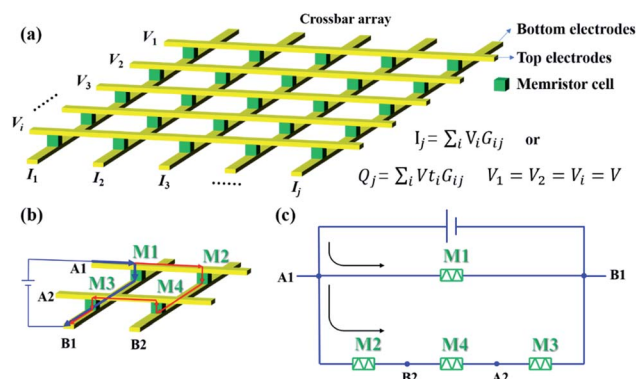 Crossbar array
(a)
Bottom electrodes
Top electrodes
Memristor cell
V1
V2
V3
......
Vi
I1
I2
I3
......
Ij
Ij = ∑i ViGij or
Qj = ∑i VtiGij V1 = V2 = Vi = V
(b)
A1
M1
M2
A2
M3
M4
B1
B2
(c)
A1
M1
B1
M2
M4
M3
B2
A2